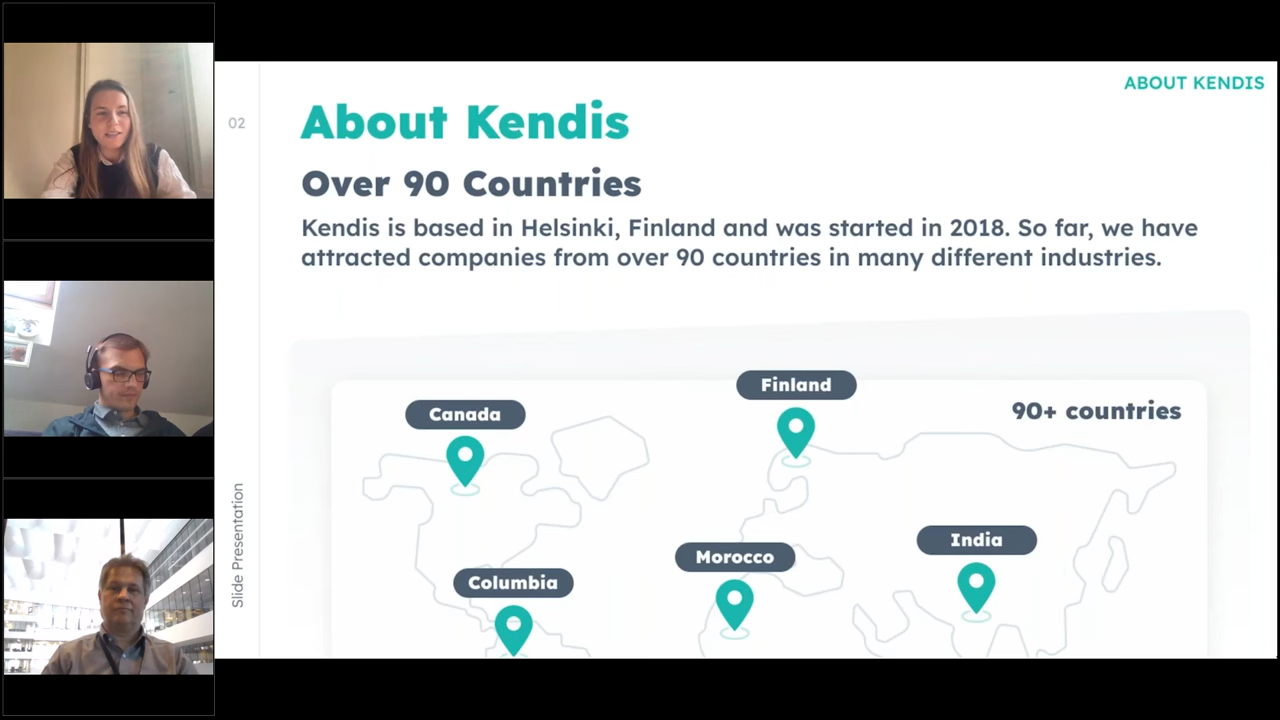 ABOUT KENDIS
02
About Kendis
Over 90 Countries
Kendis is based in Helsinki, Finland and was started in 2018. So far, we have
attracted companies from over 90 countries in many different industries.
Finland
Canada
90+ countries
India
Morocco
Columbia
Slide Presentation